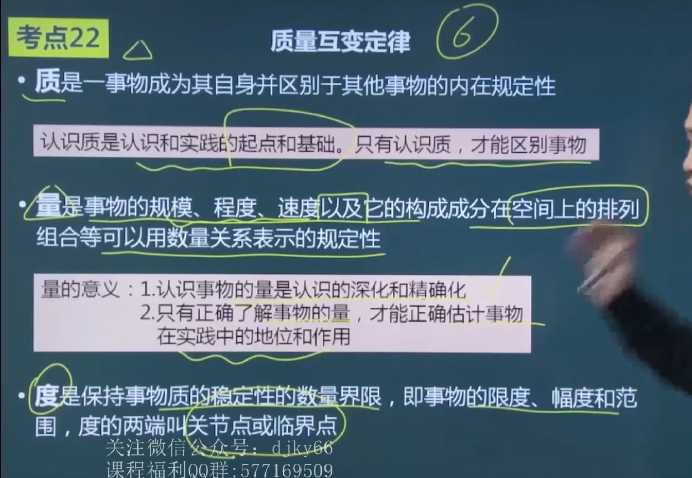 考点22
质量互变定律
6
• 质是一事物成为其自身并区别于其他事物的内在规定性
认识质是认识和实践的起点和基础。只有认识质，才能区别事物
• 量是事物的规模、程度、速度以及它的构成成分在空间上的排列
组合等可以用数量关系表示的规定性
量的意义：1.认识事物的量是认识的深化和精确化
2.只有正确了解事物的量，才能正确估计事物
在实践中的地位和作用
• 度是保持事物质的稳定性的数量界限，即事物的限度、幅度和范
围，度的两端叫关节点或临界点
关注微信公众号：djky66
课程福利QQ群:577169509